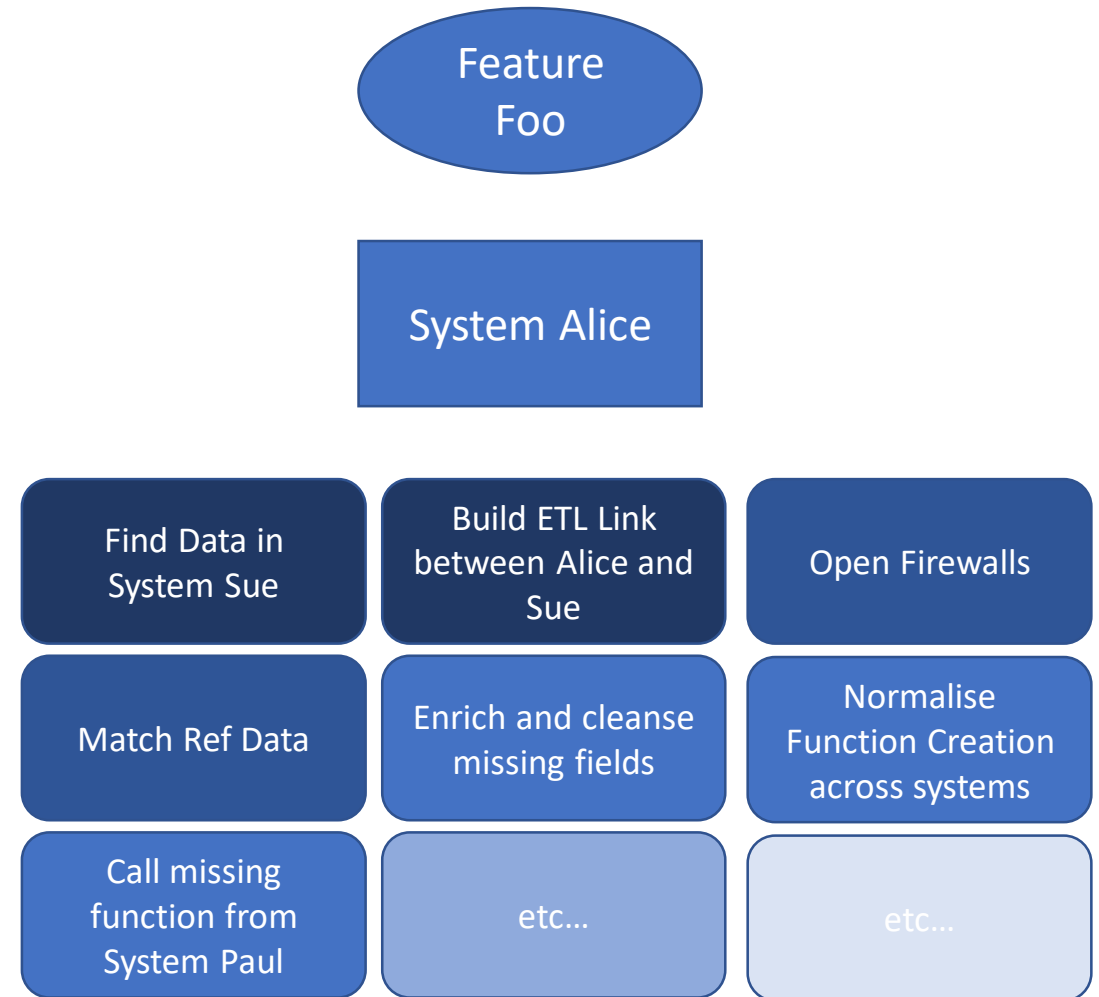 Feature
Foo
System Alice
Find Data in
System Sue
Build ETL Link
between Alice and
Sue
Open Firewalls
Match Ref Data
Enrich and cleanse
missing fields
Normalise
Function Creation
across systems
Call missing
function from
System Paul
etc...
etc...